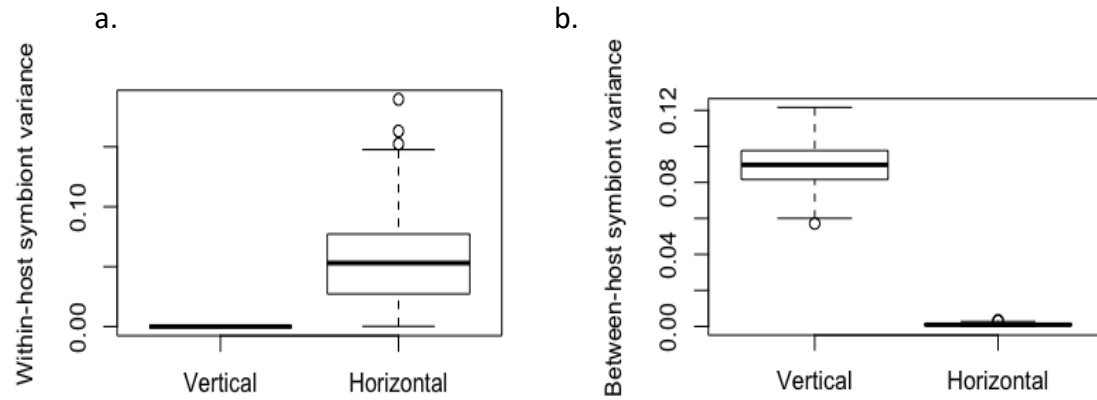 a.
Within-host symbiont variance
0.10
0.00
Vertical
Horizontal
b.
Between-host symbiont variance
0.12
0.08
0.04
0.00
Vertical
Horizontal